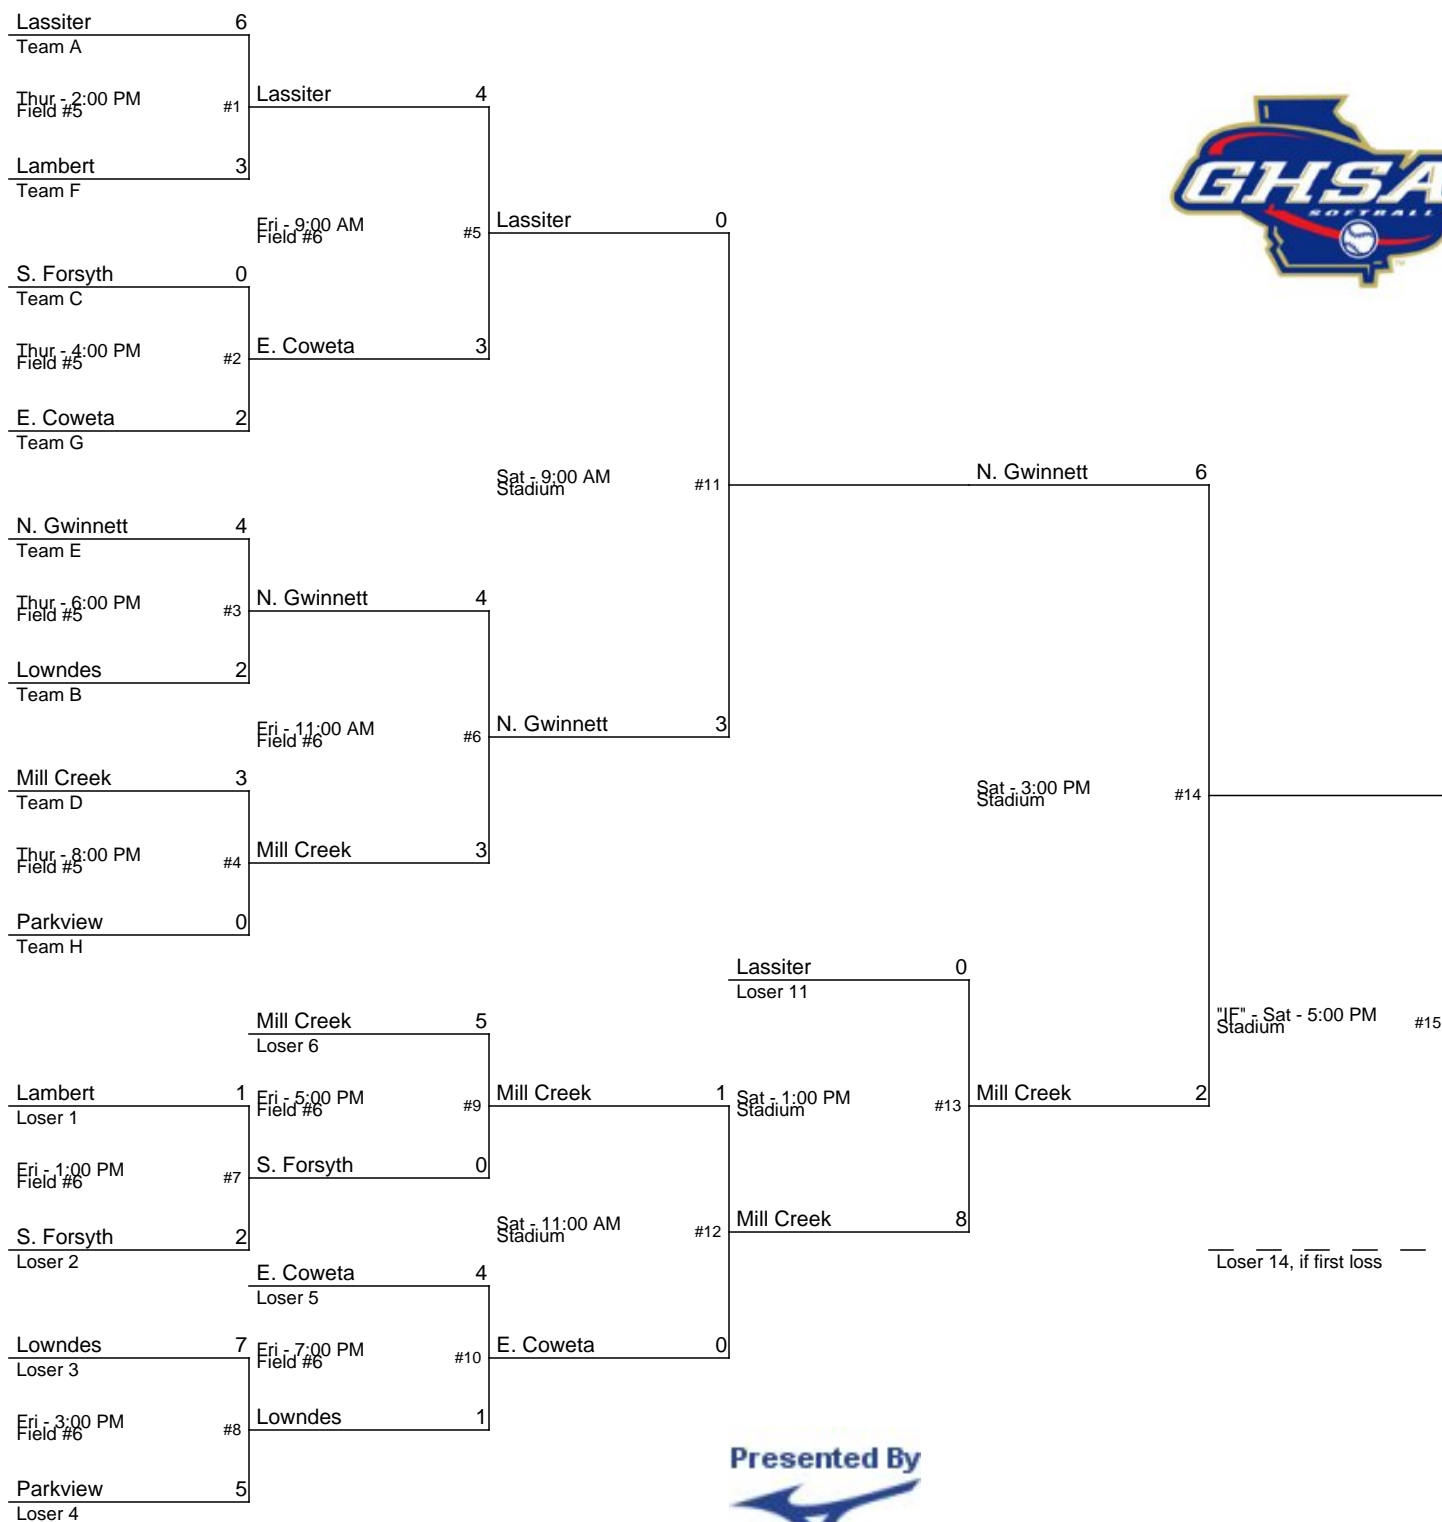 Lassiter 6
Team A
Thur - 2:00 PM
Field #5
#1
Lassiter 4
Lambert 3
Team F
Eri - 9:00 AM
Field #6
#5
Lassiter 0
S. Forsyth 0
Team C
Thur - 4:00 PM
Field #5
#2
E. Coweta 3
E. Coweta 2
Team G
GHSA
SOFTBALL
TM
Sat - 9:00 AM
Stadium
#11
N. Gwinnett 6
N. Gwinnett 4
Team E
Thur - 6:00 PM
Field #5
#3
N. Gwinnett 4
Lowndes 2
Team B
Fri - 11:00 AM
Field #6
#6
N. Gwinnett 3
Mill Creek 3
Team D
Thur - 8:00 PM
Field #5
#4
Mill Creek 3
Parkview 0
Team H
Sat - 3:00 PM
Stadium
#14
Lassiter 0
Loser 11
Mill Creek 5
Loser 6
"IF" - Sat - 5:00 PM
Stadium
#15
Lambert 1
Loser 1
Fri - 5:00 PM
Field #6
#9
Mill Creek 1
Sat - 1:00 PM
Stadium
#13
Mill Creek 2
Fri - 1:00 PM
Field #6
#7
S. Forsyth 0
S. Forsyth 2
Loser 2
Sat - 11:00 AM
Stadium
#12
Mill Creek 8
Loser 14, if first loss
E. Coweta 4
Loser 5
Lowndes 7
Loser 3
Fri - 7:00 PM
Field #6
#10
E. Coweta 0
Fri - 3:00 PM
Field #6
#8
Lowndes 1
Parkview 5
Loser 4
Presented By